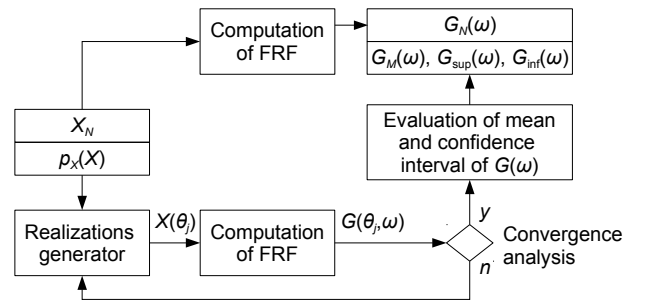 Computation
of FRF
G_N(ω)
G_M(ω), G_sup(ω), G_inf(ω)
X_N
p_X(X)
Evaluation of mean
and confidence
interval of G(ω)
Realizations
generator
X(θ_j)
Computation
of FRF
G(θ_j,ω)
y
n
Convergence
analysis